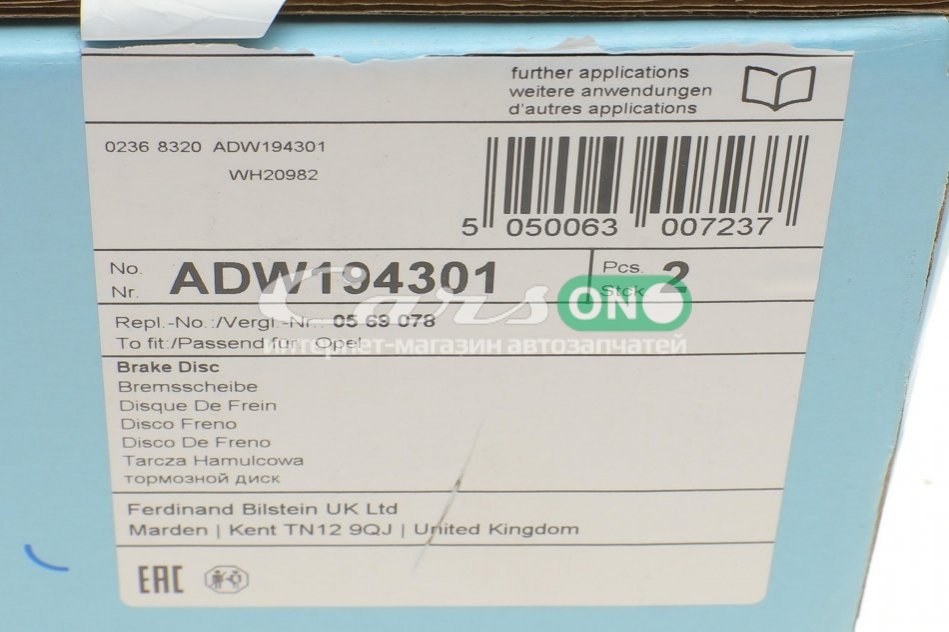 further applications
weitere anwendungen
d'autres applications
0236 8320 ADW194301
WH20982
5 050063 007237
No.
Nr.
ADW194301
Pcs.
Stck
2
Cars ON
Repl.-No.:/Vergl.-Nr.: 05 69 078
To fit:/Passend für: Opel
интернет-магазин автозапчастей
Brake Disc
Bremsscheibe
Disque De Frein
Disco Freno
Disco De Freno
Tarcza Hamulcowa
тормозной диск
Ferdinand Bilstein UK Ltd
Marden | Kent TN12 9QJ | United Kingdom
EAC